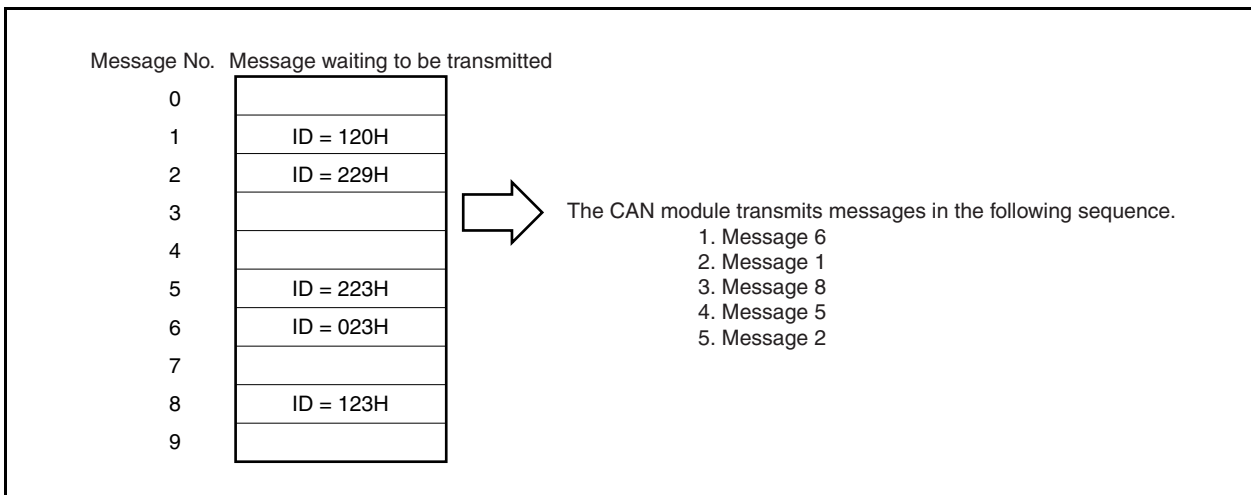 Message No. Message waiting to be transmitted
0
1 ID = 120H
2 ID = 229H
3
4
5 ID = 223H
6 ID = 023H
7
8 ID = 123H
9
The CAN module transmits messages in the following sequence.
1. Message 6
2. Message 1
3. Message 8
4. Message 5
5. Message 2